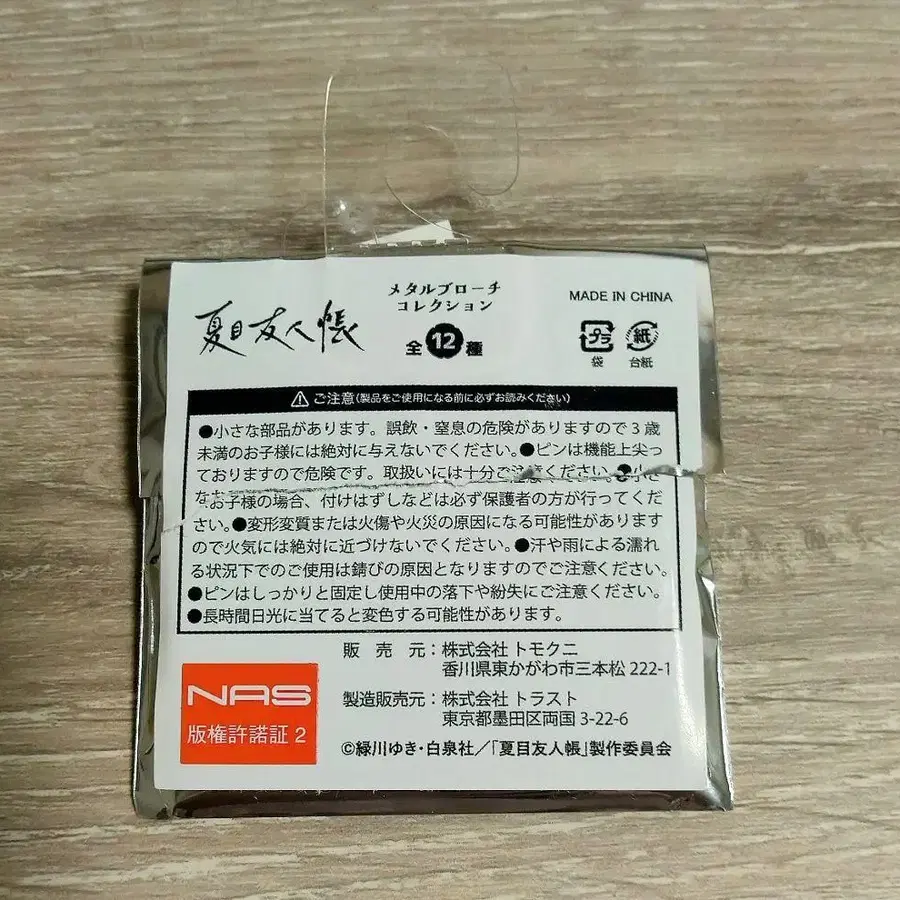 夏目友人帳
メタルブローチ
コレクション
全12種
MADE IN CHINA
プラ
袋
紙
台紙
ご注意(製品をご使用になる前に必ずお読みください)
●小さな部品があります。誤飲・窒息の危険がありますので3歳
未満のお子様には絶対に与えないでください。●ピンは機能上尖っ
ておりますので危険です。取扱いには十分ご注意ください。●小さ
なお子様の場合、付けはずしなどは必ず保護者の方が行ってくだ
さい。●変形変質または火傷や火災の原因になる可能性があります
ので火気には絶対に近づけないでください。●汗や雨による濡れ
る状況下でのご使用は錆びの原因となりますのでご注意ください。
●ピンはしっかりと固定し使用中の落下や紛失にご注意ください。
●長時間日光に当てると変色する可能性があります。
販売元:株式会社 トモクニ
香川県東かがわ市三本松 222-1
製造販売元:株式会社 トラスト
東京都墨田区両国 3-22-6
NAS
版権許諾証 2
©緑川ゆき・白泉社/「夏目友人帳」製作委員会